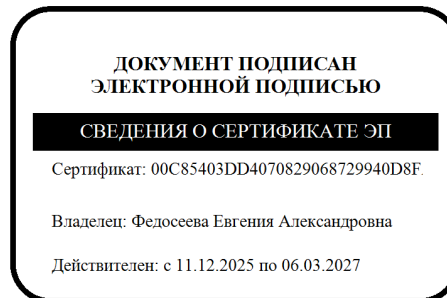 ДОКУМЕНТ ПОДПИСАН
ЭЛЕКТРОННОЙ ПОДПИСЬЮ
СВЕДЕНИЯ О СЕРТИФИКАТЕ ЭП
Сертификат: 00C85403DD4070829068729940D8F.
Владелец: Федосеева Евгения Александровна
Действителен: с 11.12.2025 по 06.03.2027